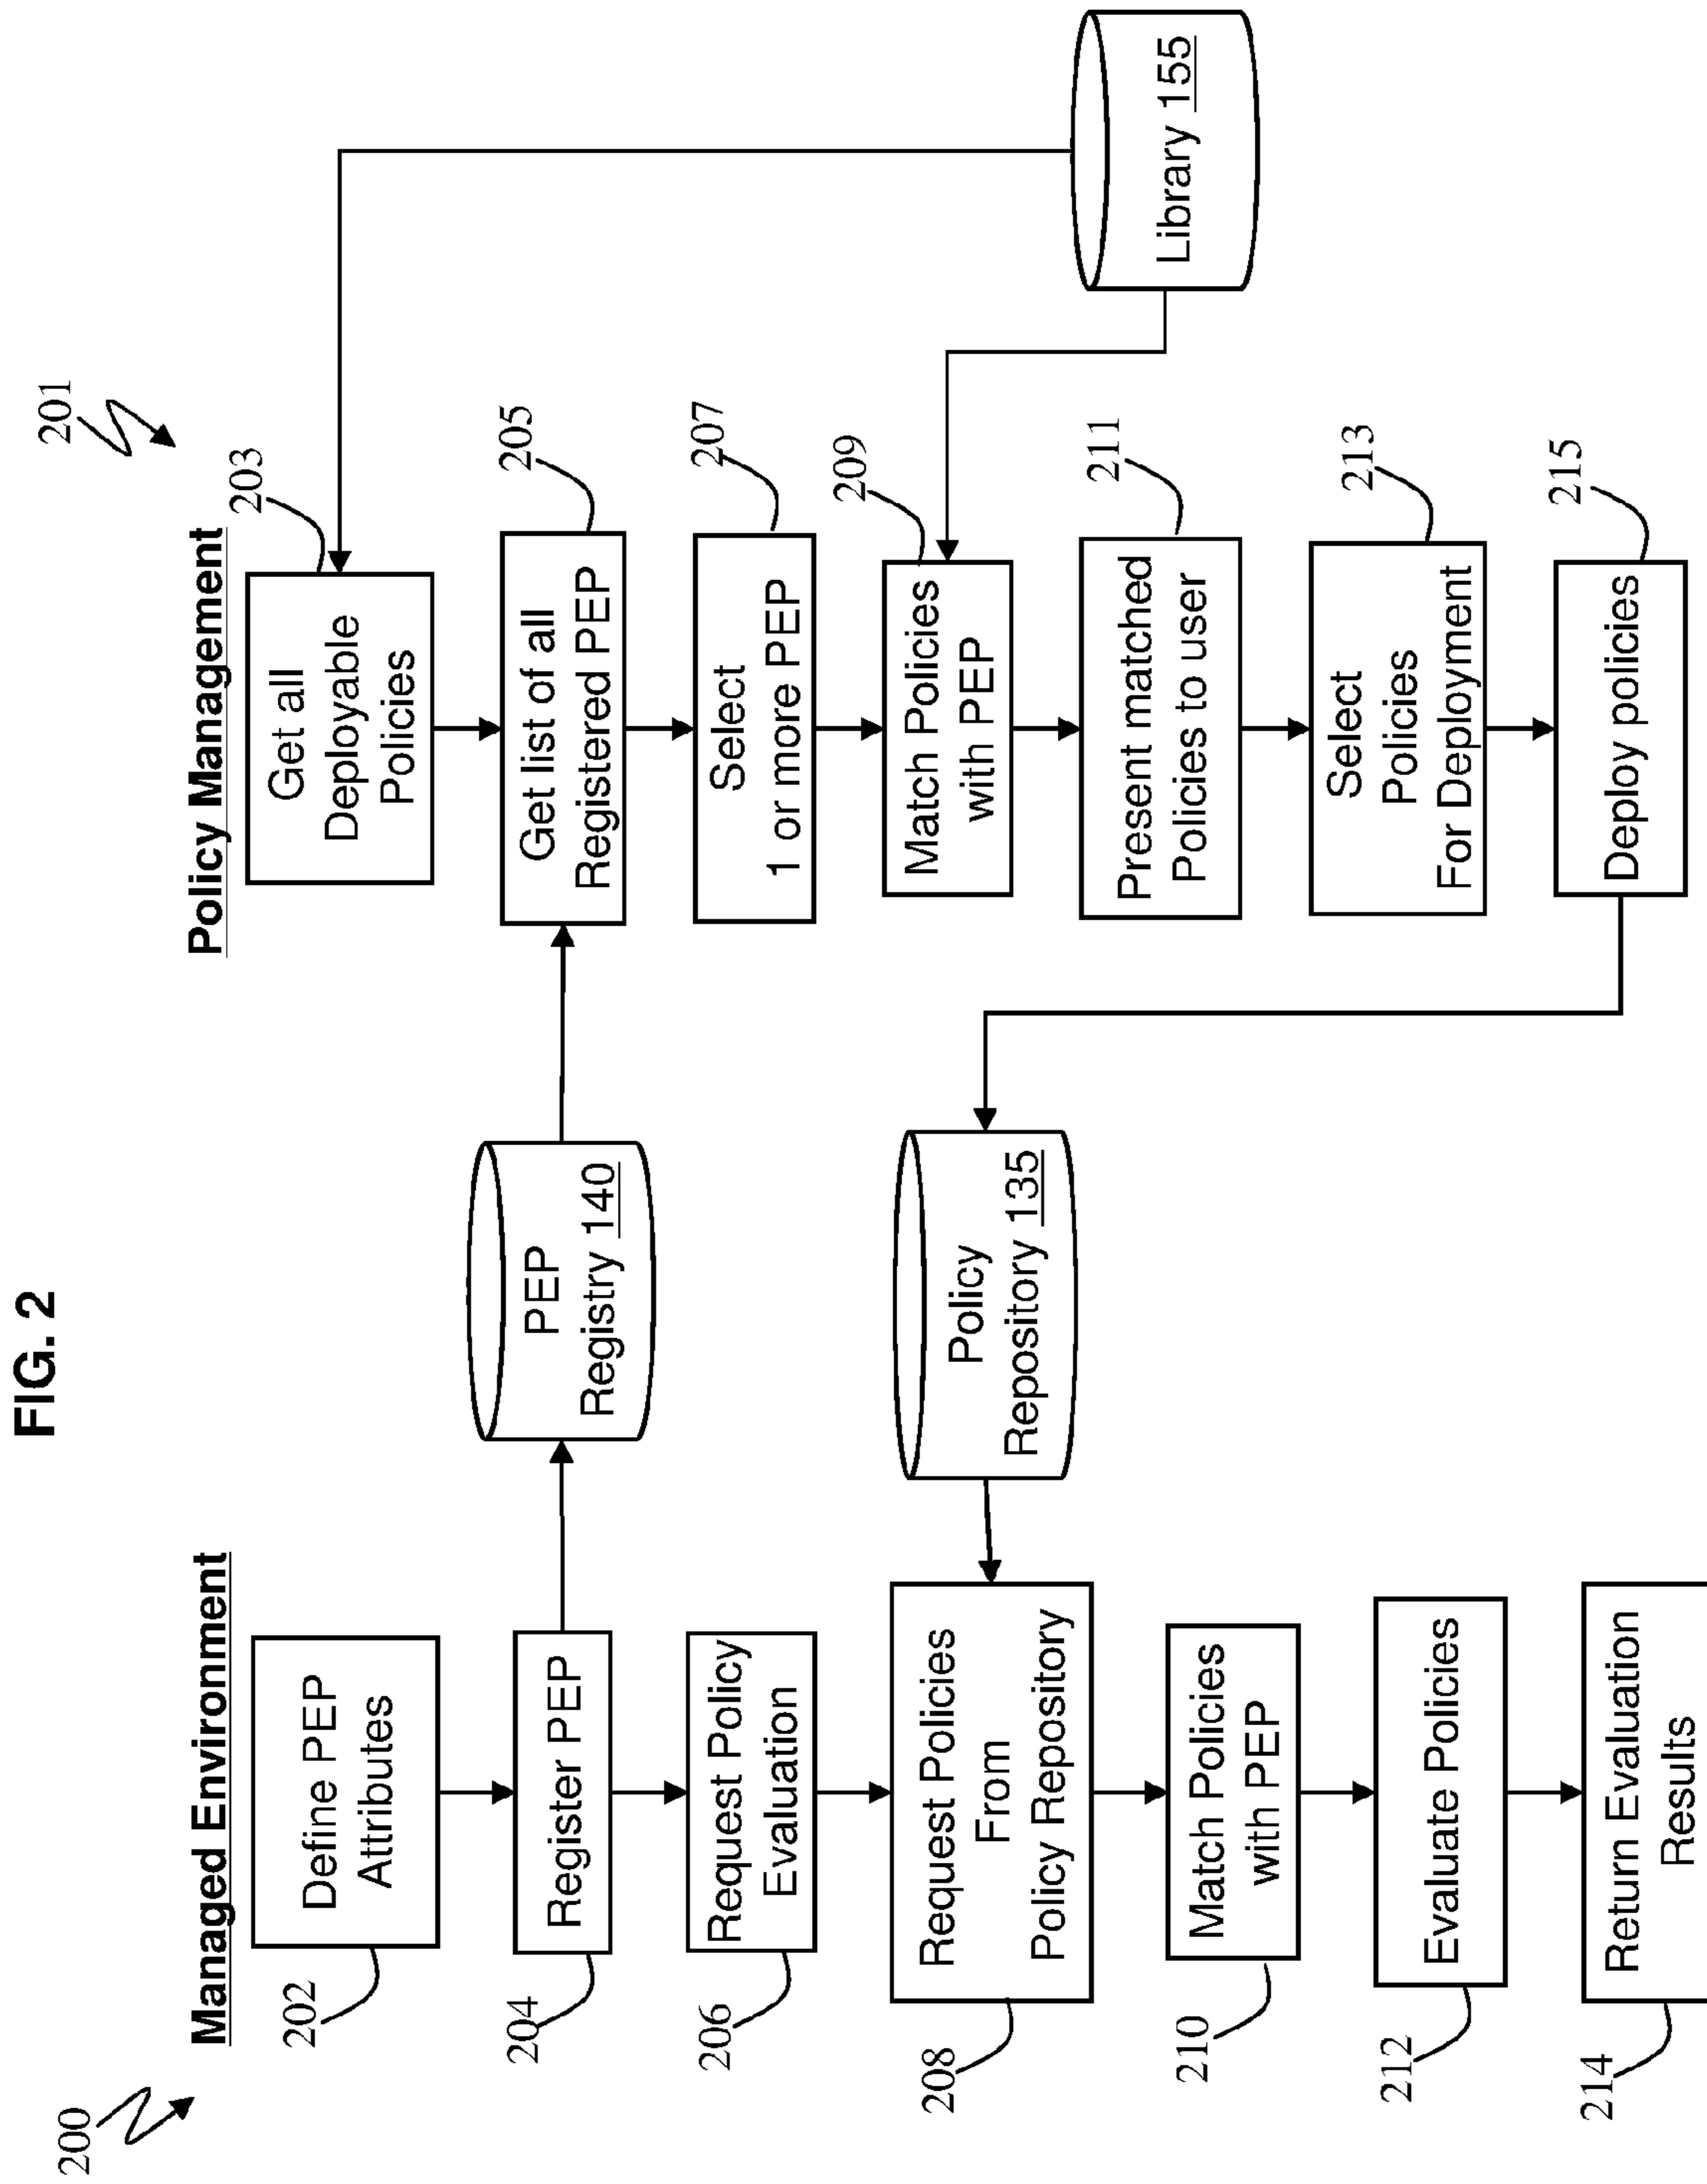 FIG. 2
200
Managed Environment
202
Define PEP
Attributes
204
Register PEP
206
Request Policy
Evaluation
208
Request Policies
From
Policy Repository
210
Match Policies
with PEP
212
Evaluate Policies
214
Return Evaluation
Results
PEP
Registry 140
Policy
Repository 135
201
Policy Management
203
Get all
Deployable
Policies
205
Get list of all
Registered PEP
207
Select
1 or more PEP
209
Match Policies
with PEP
211
Present matched
Policies to user
213
Select
Policies
For Deployment
215
Deploy policies
Library 155